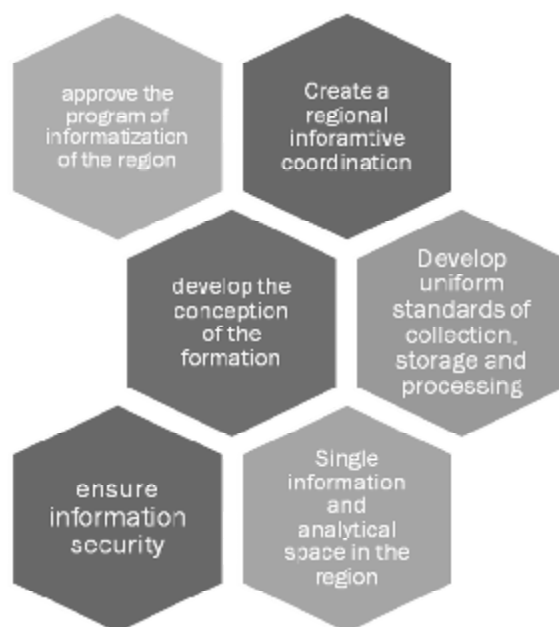 approve the
program of
informatization
of the region
Create a
regional
inforamtive
coordination
develop the
conception
of the
formation
Develop
uniform
standards of
collection,
storage and
processing
ensure
information
security
Single
information
and
analytical
space in the
region